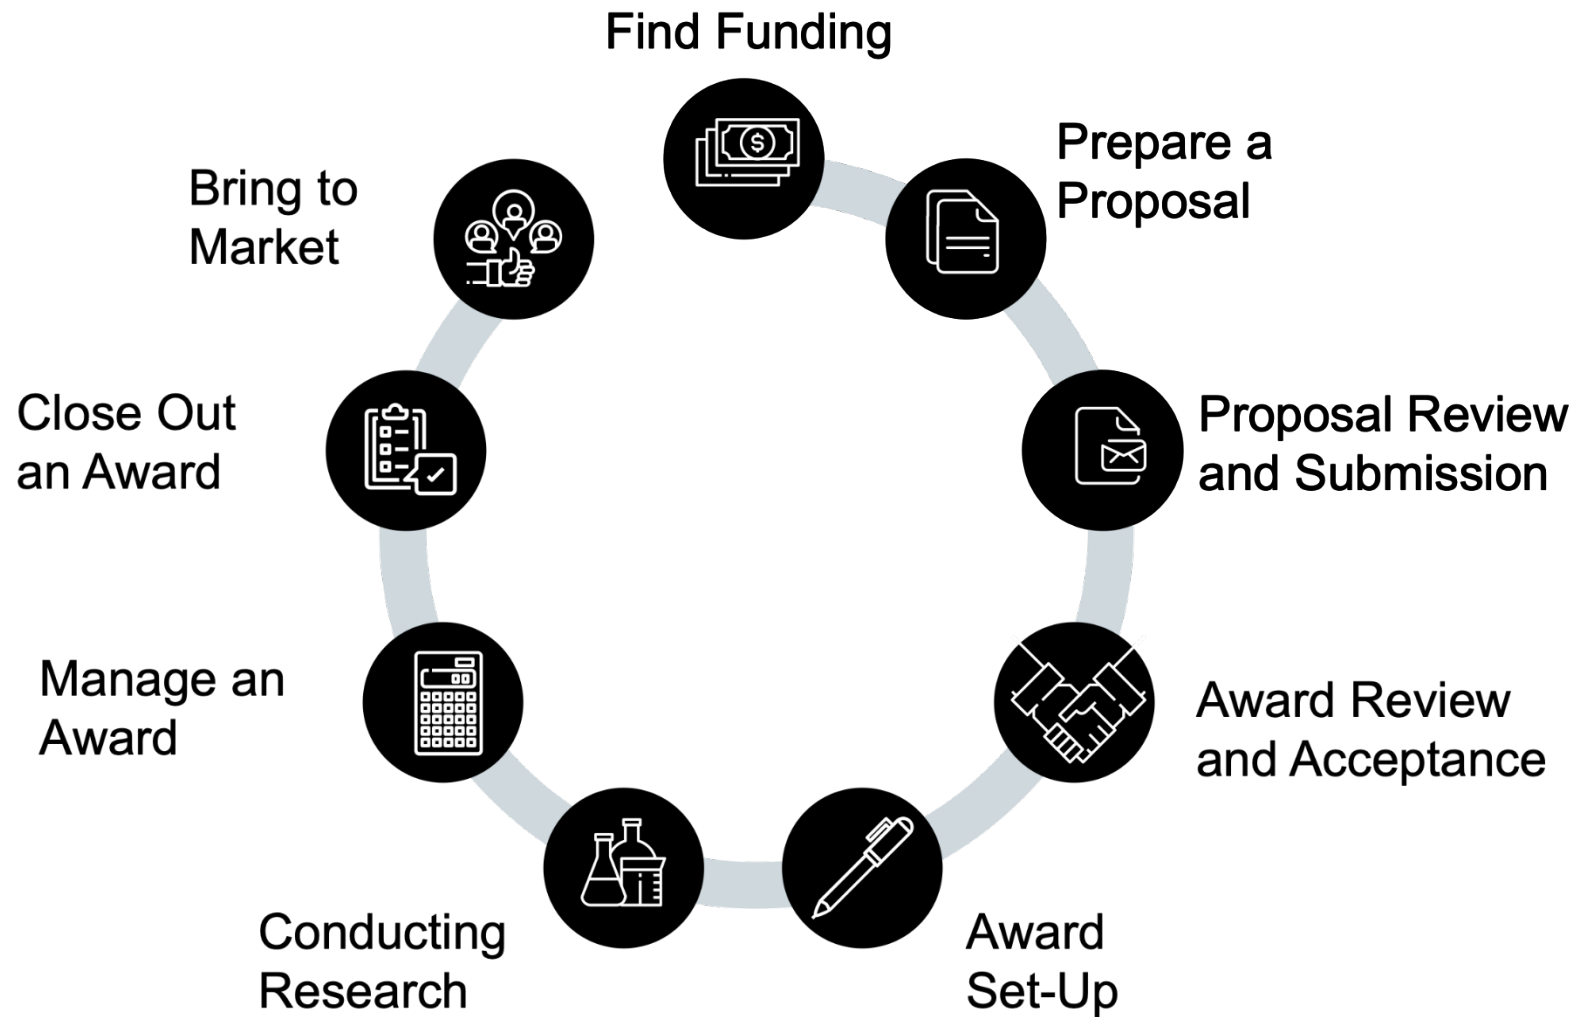 Find Funding
Prepare a
Proposal
Proposal Review
and Submission
Award Review
and Acceptance
Award
Set-Up
Conducting
Research
Manage an
Award
Close Out
an Award
Bring to
Market
$